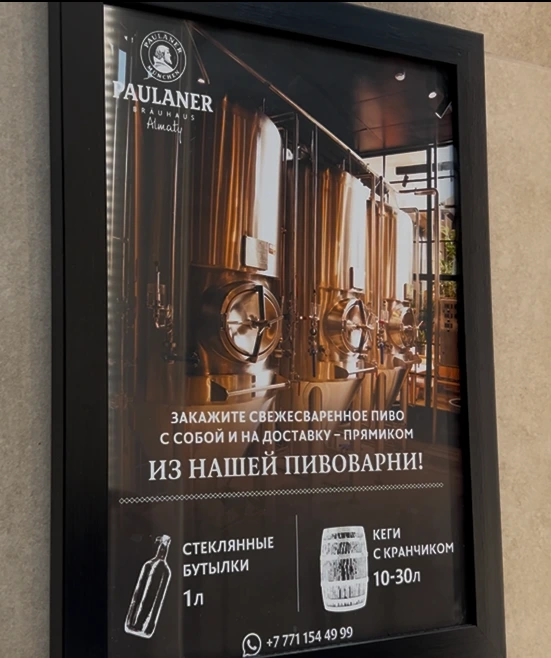 PAULANER
MÜNCHEN
PAULANER
BRÄUHAUS
Almaty
ЗАКАЖИТЕ СВЕЖЕСВАРЕННОЕ ПИВО
С СОБОЙ И НА ДОСТАВКУ – ПРЯМИКОМ
ИЗ НАШЕЙ ПИВОВАРНИ!
СТЕКЛЯННЫЕ
БУТЫЛКИ
1л
КЕГИ
С КРАНЧИКОМ
10-30л
+7 771 154 49 99